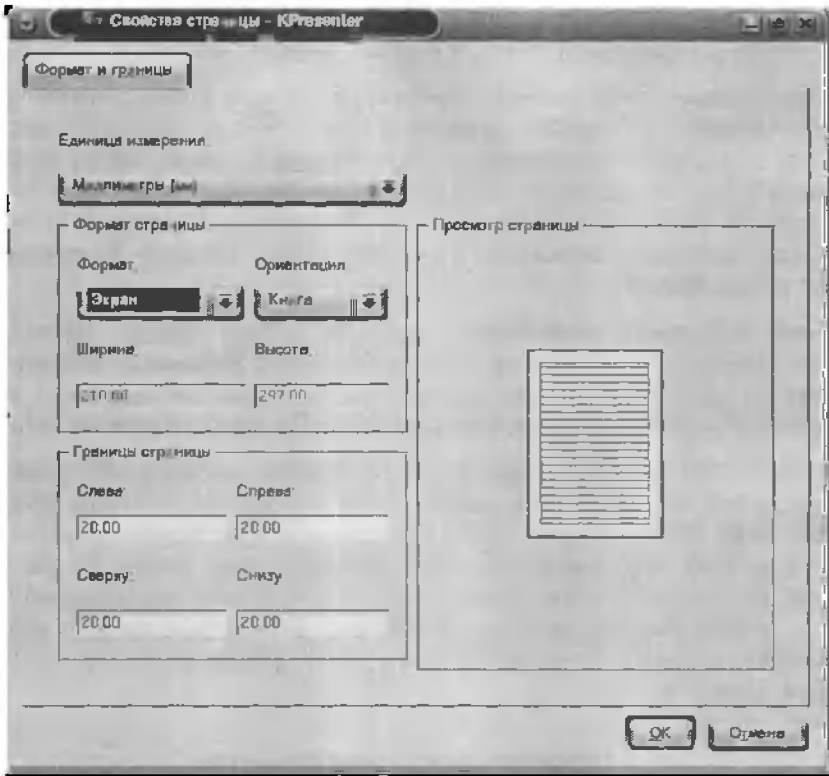 Свойства страницы - KPresenter
Формат и границы
Единица измерения:
Миллиметры (мм)
Формат страницы
Формат:
Ориентация:
Экран
Книга
Ширина:
Высота:
210.00
297.00
Границы страницы
Слева:
Справа:
20.00
20.00
Сверху:
Снизу
20.00
20.00
Просмотр страницы
OK
Отмена